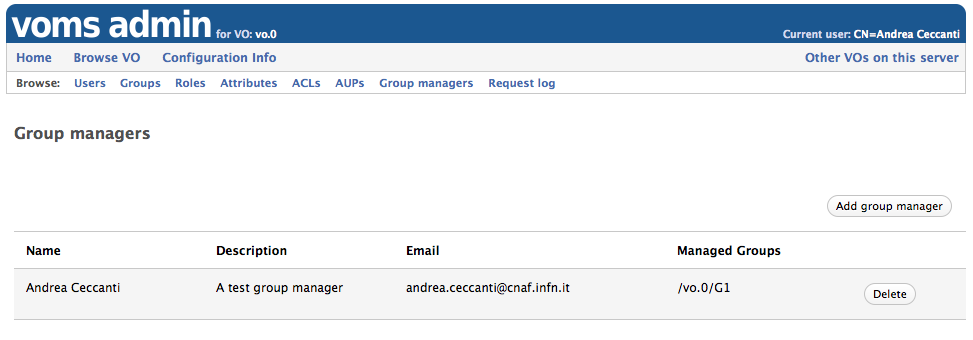 voms admin for VO: vo.0 Current user: CN=Andrea Ceccanti
Home Browse VO Configuration Info Other VOs on this server
Browse: Users Groups Roles Attributes ACLs AUPs Group managers Request log
Group managers
Add group manager
Name Description Email Managed Groups
Andrea Ceccanti A test group manager andrea.ceccanti@cnaf.infn.it /vo.0/G1 Delete